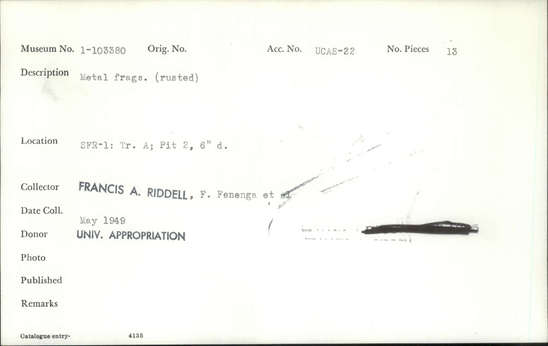 Museum No. 1-103380 Orig. No. Acc. No. UCAS-22 No. Pieces 13
Description Metal frags. (rusted)
Location SFR-1: Tr. A; Pit 2, 6" d.
Collector FRANCIS A. RIDDELL, F. Fenenga et al
Date Coll. May 1949
Donor UNIV. APPROPRIATION
Photo
Published
Remarks
Catalogue entry- 4135